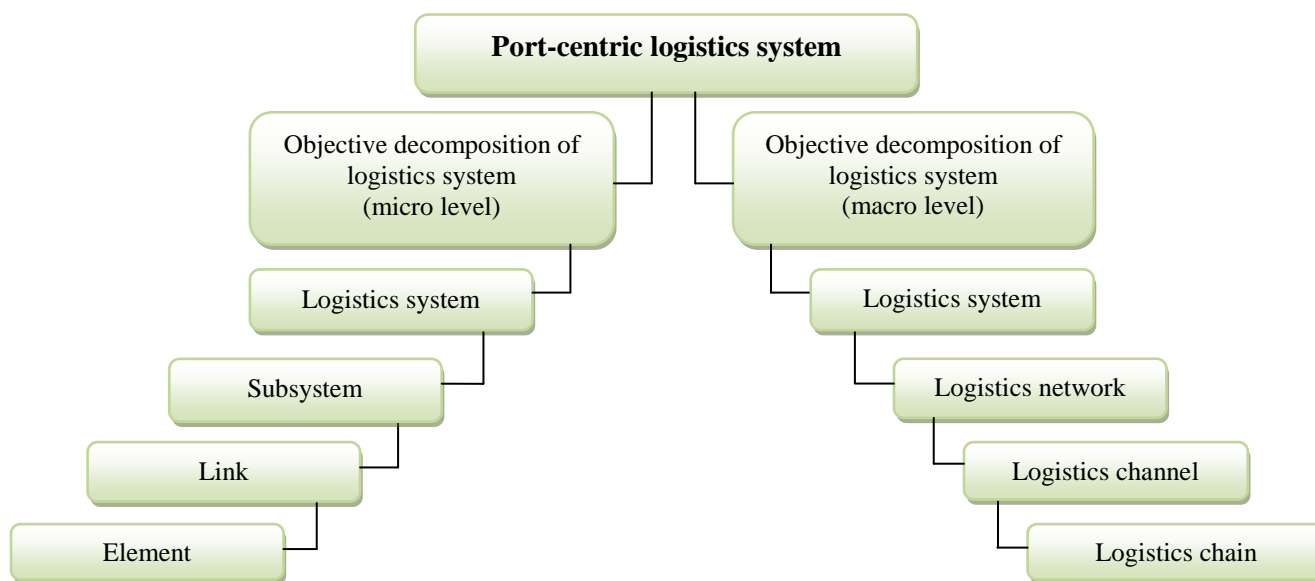 Port-centric logistics system
Objective decomposition of
logistics system
(micro level)
Objective decomposition of
logistics system
(macro level)
Logistics system
Logistics system
Subsystem
Logistics network
Link
Logistics channel
Element
Logistics chain